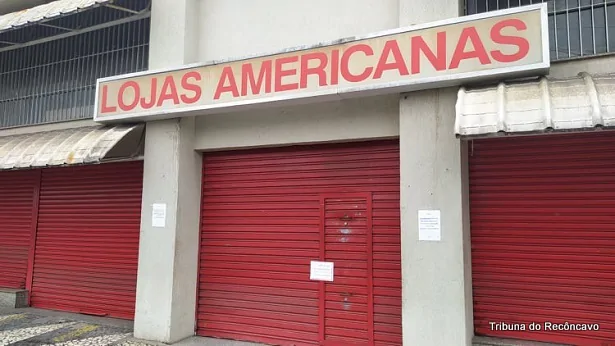 LOJAS AMERICANAS
Tribuna do Recôncavo